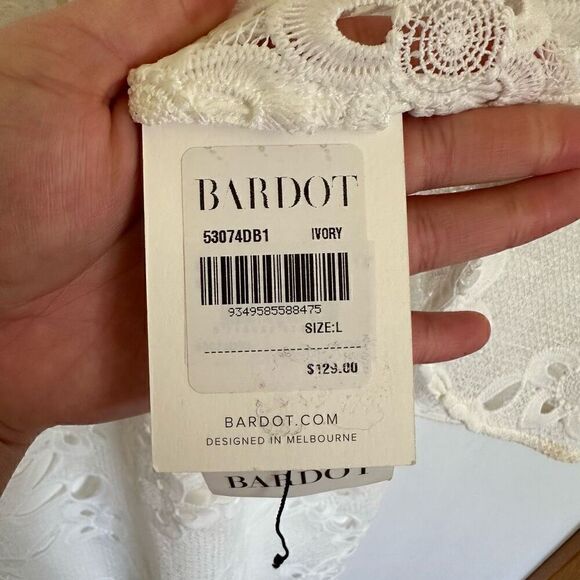 BARDOT
53074DB1 IVORY
9349585588475
SIZE:L
$129.00
BARDOT.COM
DESIGNED IN MELBOURNE
BARDOT